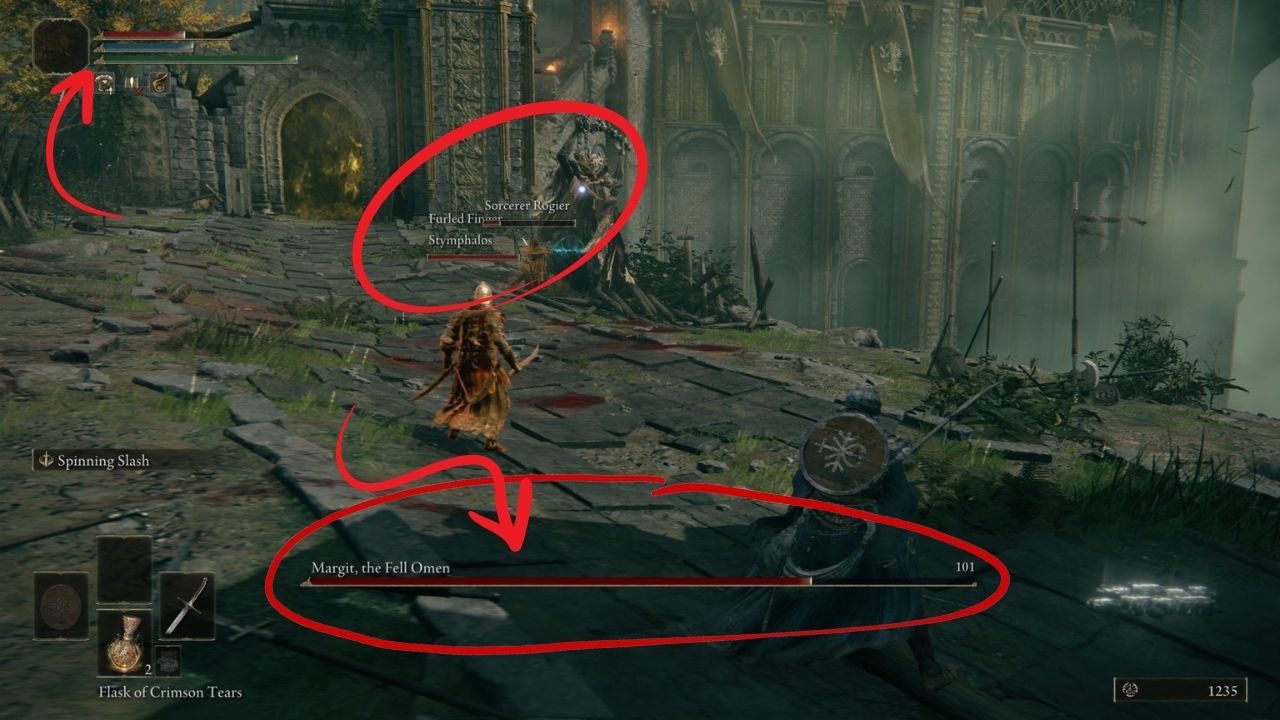 Sorcerer Rogier
Furled Finger
Stymphalos
Spinning Slash
Margit, the Fell Omen
101
2
Flask of Crimson Tears
1235